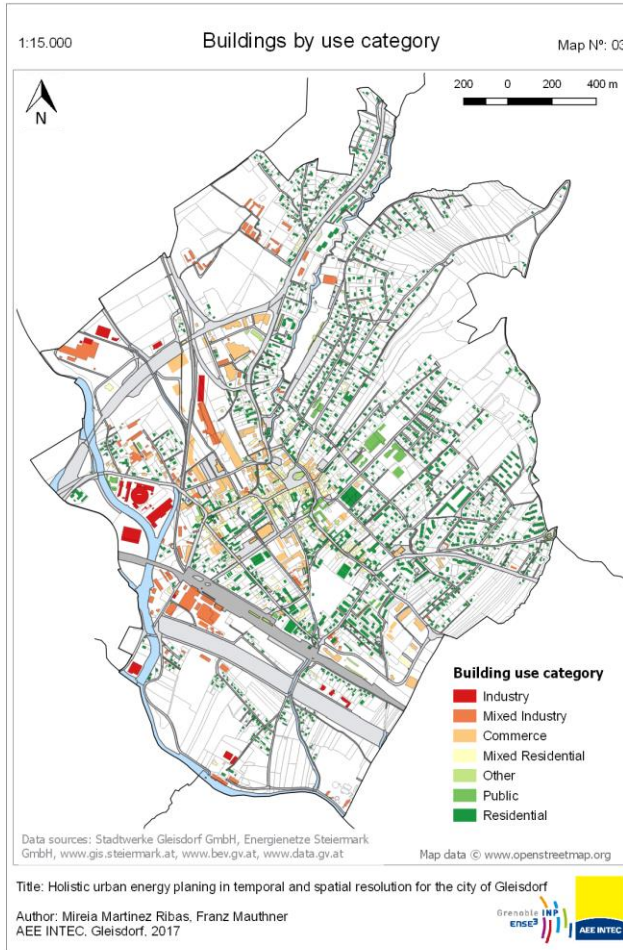 1:15.000
Buildings by use category
Map Nº: 03
200 0 200 400 m
N
Building use category
Industry
Mixed Industry
Commerce
Mixed Residential
Other
Public
Residential
Data sources: Stadtwerke Gleisdorf GmbH, Energienetze Steiermark
GmbH, www.gis.steiermark.at, www.bev.gv.at, www.data.gv.at
Map data © www.openstreetmap.org
Title: Holistic urban energy planing in temporal and spatial resolution for the city of Gleisdorf
Author: Mireia Martinez Ribas, Franz Mauthner
AEE INTEC, Gleisdorf, 2017
Grenoble INP
ENSE3
AEE INTEC